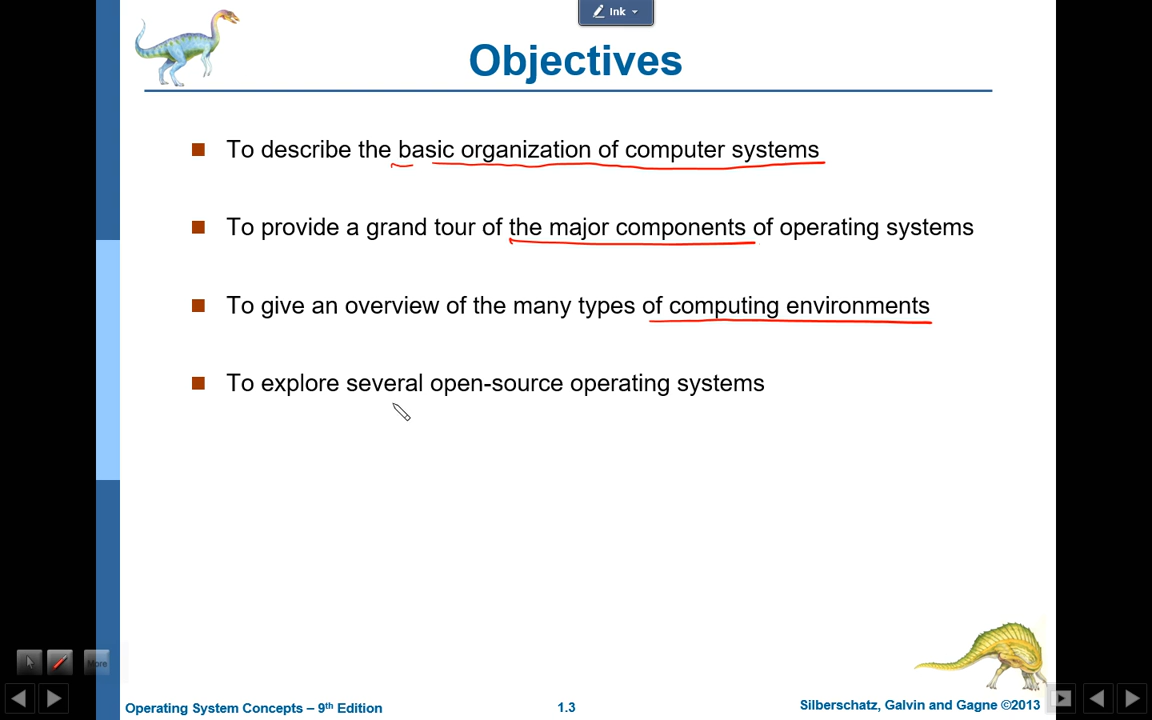 Ink
Objectives
To describe the basic organization of computer systems
To provide a grand tour of the major components of operating systems
To give an overview of the many types of computing environments
To explore several open-source operating systems
More
Operating System Concepts – 9th Edition
1.3
Silberschatz, Galvin and Gagne ©2013